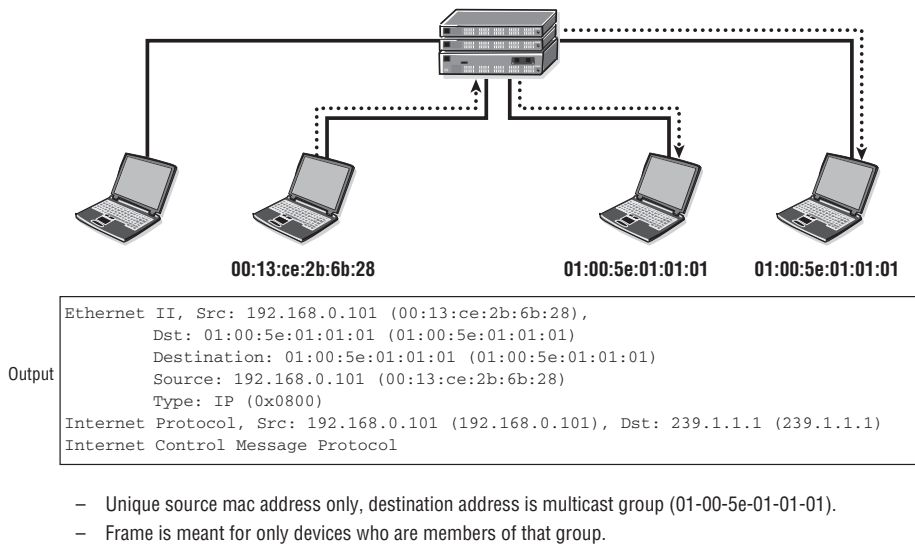 00:13:ce:2b:6b:28
01:00:5e:01:01:01
01:00:5e:01:01:01
Output
Ethernet II, Src: 192.168.0.101 (00:13:ce:2b:6b:28),
Dst: 01:00:5e:01:01:01 (01:00:5e:01:01:01)
Destination: 01:00:5e:01:01:01 (01:00:5e:01:01:01)
Source: 192.168.0.101 (00:13:ce:2b:6b:28)
Type: IP (0x0800)
Internet Protocol, Src: 192.168.0.101 (192.168.0.101), Dst: 239.1.1.1 (239.1.1.1)
Internet Control Message Protocol
– Unique source mac address only, destination address is multicast group (01-00-5e-01-01-01).
– Frame is meant for only devices who are members of that group.